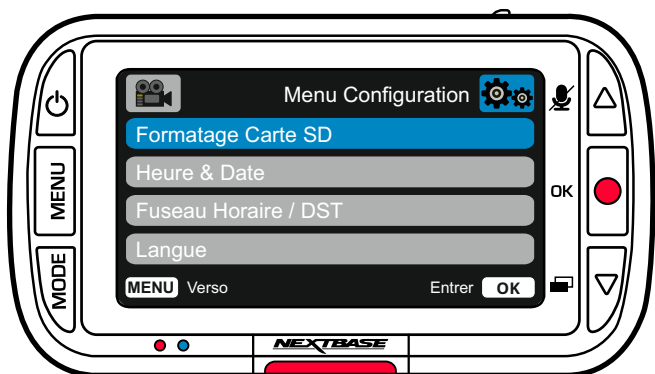 Menu Configuration
Formatage Carte SD
Heure & Date
MENU
OK
Fuseau Horaire / DST
Langue
MODE
MENU Verso Entrer OK
NEXTBASE